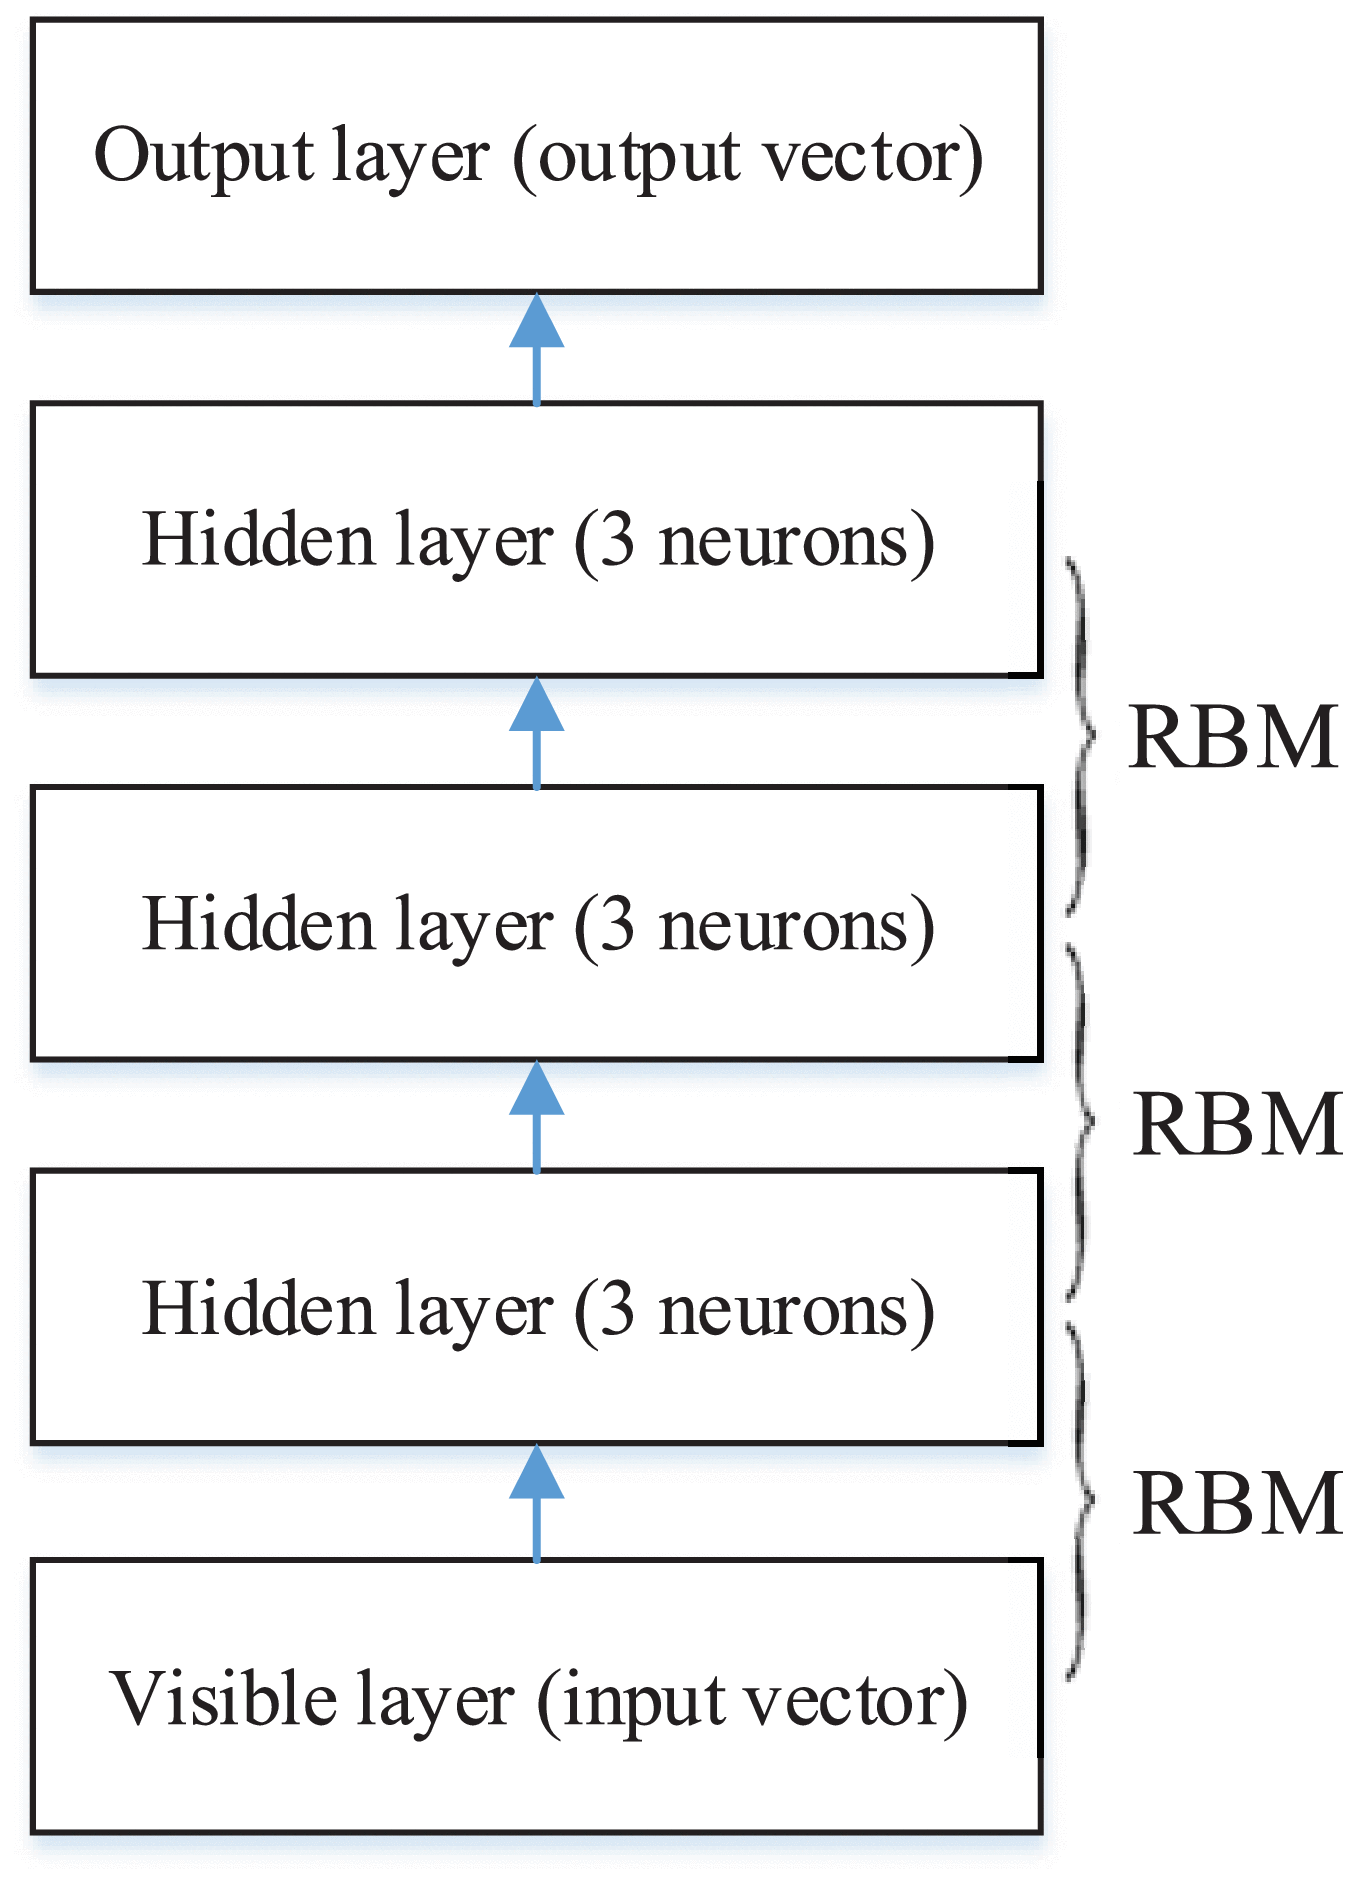 Output layer (output vector)
Hidden layer (3 neurons)
RBM
Hidden layer (3 neurons)
RBM
Hidden layer (3 neurons)
RBM
Visible layer (input vector)